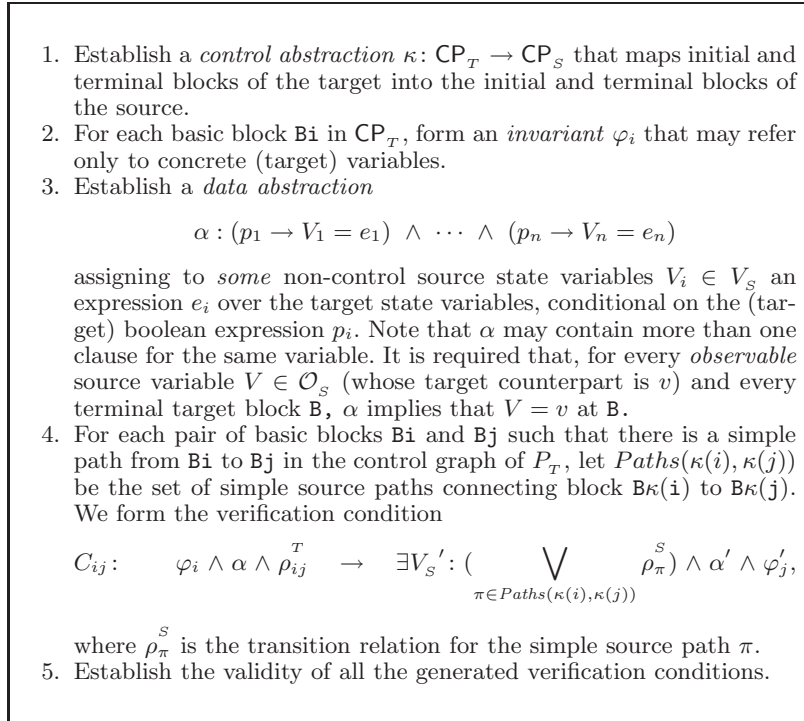 1. Establish a control abstraction κ: CP_T → CP_S that maps initial and
terminal blocks of the target into the initial and terminal blocks of
the source.
2. For each basic block Bi in CP_T, form an invariant φ_i that may refer
only to concrete (target) variables.
3. Establish a data abstraction
α : (p_1 → V_1 = e_1) ∧ ··· ∧ (p_n → V_n = e_n)
assigning to some non-control source state variables V_i ∈ V_S an
expression e_i over the target state variables, conditional on the (tar-
get) boolean expression p_i. Note that α may contain more than one
clause for the same variable. It is required that, for every observable
source variable V ∈ O_S (whose target counterpart is v) and every
terminal target block B, α implies that V = v at B.
4. For each pair of basic blocks Bi and Bj such that there is a simple
path from Bi to Bj in the control graph of P_T, let Paths(κ(i), κ(j))
be the set of simple source paths connecting block Bκ(i) to Bκ(j).
We form the verification condition
C_ij : φ_i ∧ α ∧ ρ_ij^T → ∃V_S′ : ( ⋁_{π∈Paths(κ(i),κ(j))} ρ_π^S ) ∧ α′ ∧ φ′_j,
where ρ_π^S is the transition relation for the simple source path π.
5. Establish the validity of all the generated verification conditions.